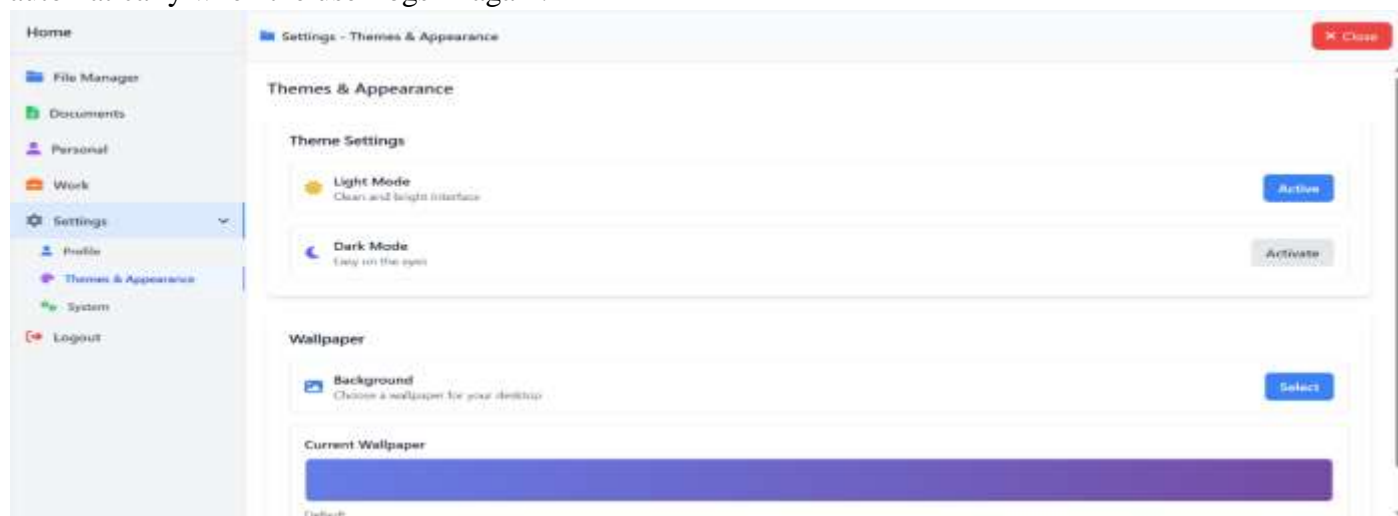 Home
Settings - Themes & Appearance
Close
File Manager
Documents
Personal
Work
Settings
Profile
Themes & Appearance
System
Logout
Themes & Appearance
Theme Settings
Light Mode
Clean and bright interface
Active
Dark Mode
Easy on the eyes
Activate
Wallpaper
Background
Choose a wallpaper for your desktop
Select
Current Wallpaper
Default